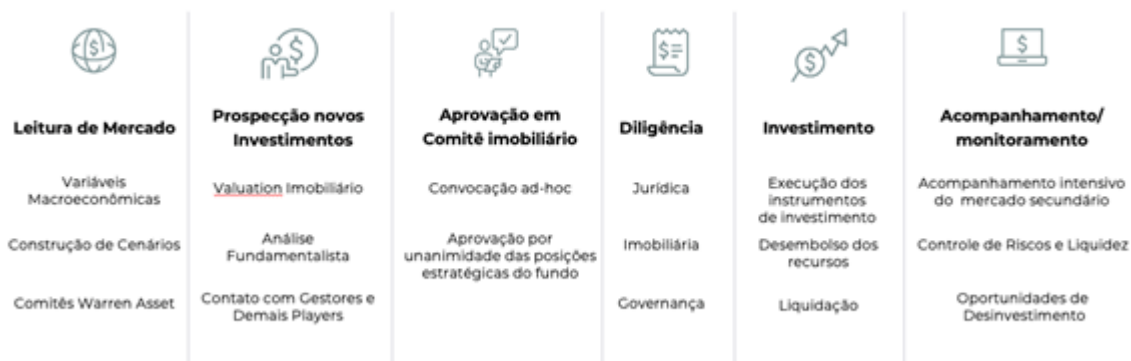 Leitura de Mercado
Variáveis
Macroeconômicas
Construção de Cenários
Comitês Warren Asset
Prospecção novos
Investimentos
Valuation Imobiliário
Análise
Fundamentalista
Contato com Gestores e
Demais Players
Aprovação em
Comitê imobiliário
Convocação ad-hoc
Aprovação por
unanimidade das posições
estratégicas do fundo
Diligência
Jurídica
Imobiliária
Governança
Investimento
Execução dos
instrumentos
de investimento
Desembolso dos
recursos
Liquidação
Acompanhamento/
monitoramento
Acompanhamento intensivo
do mercado secundário
Controle de Riscos e Liquidez
Oportunidades de
Desinvestimento